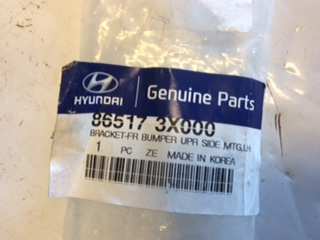 HYUNDAI
Genuine Parts
86517 3X000
BRACKET-FR BUMPER UPR SIDE MTG,LH
1 PC ZE MADE IN KOREA